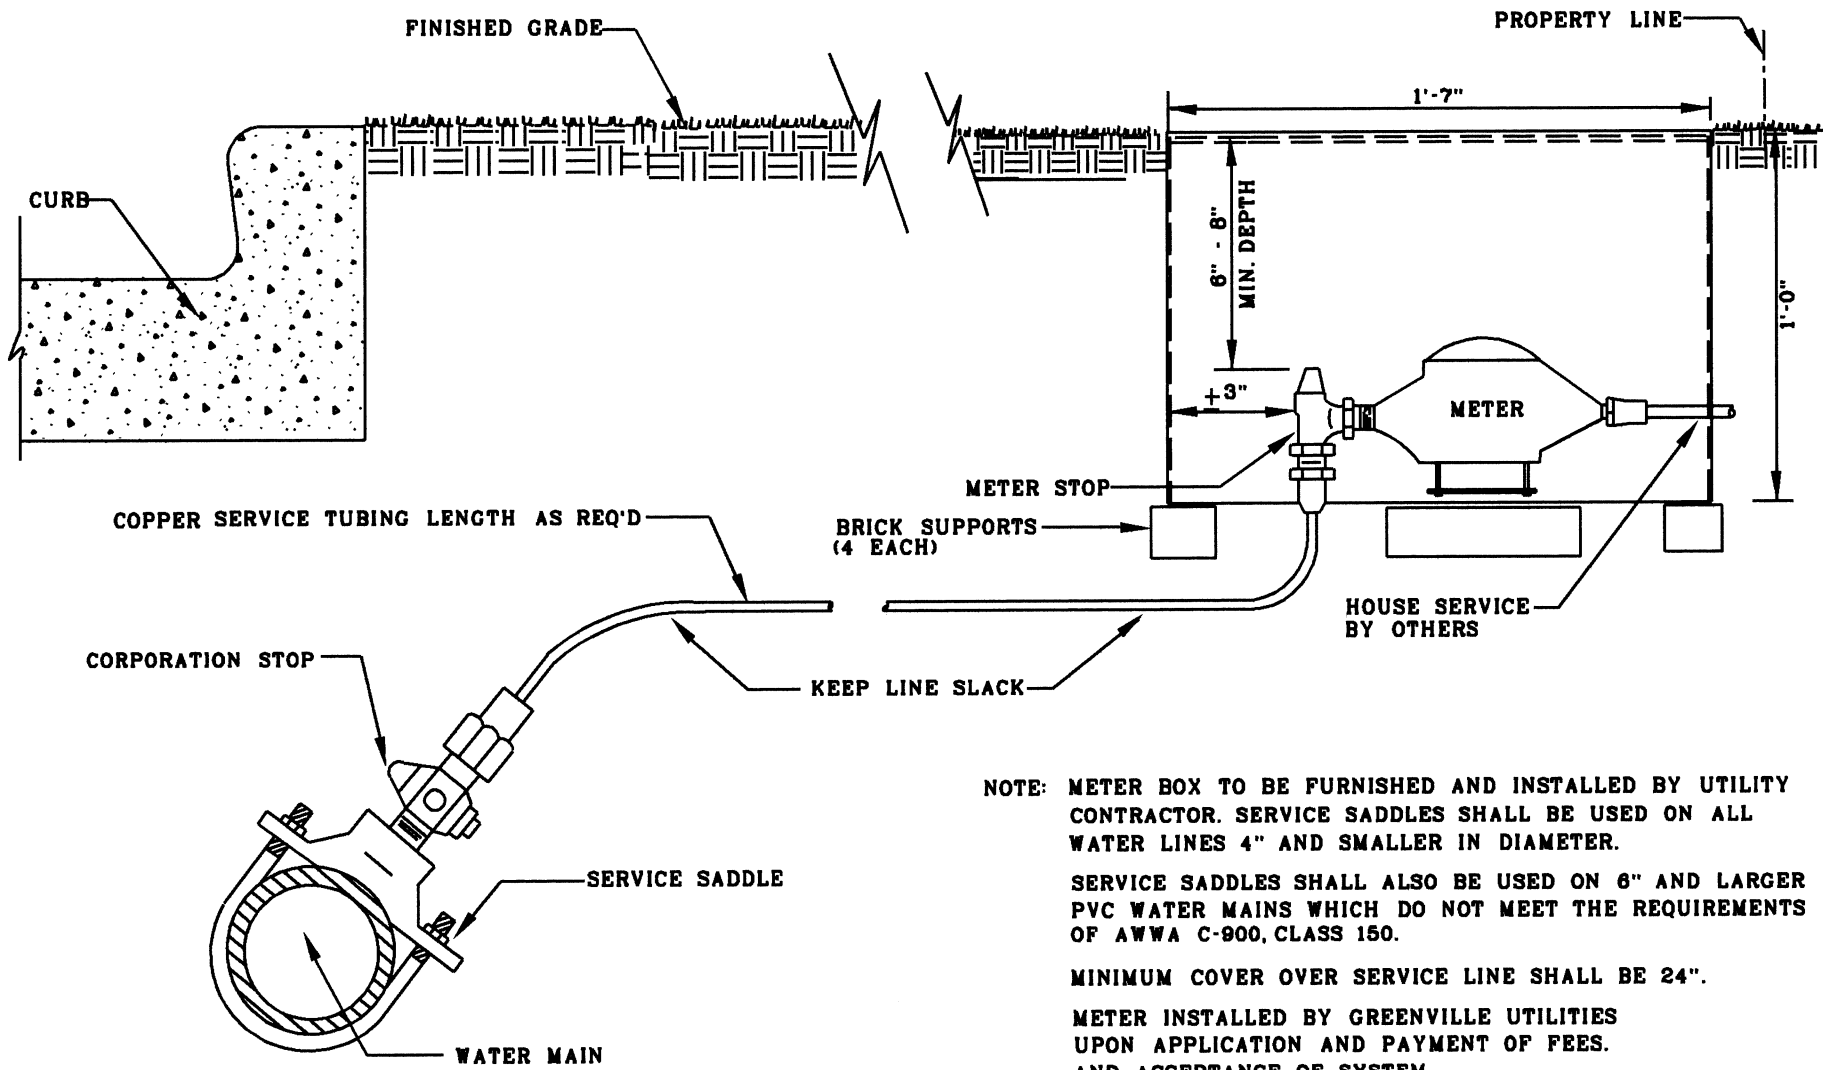 FINISHED GRADE
PROPERTY LINE
1'-7"
CURB
6" - 8"
MIN. DEPTH
1'-0"
±3"
METER
METER STOP
COPPER SERVICE TUBING LENGTH AS REQ'D
BRICK SUPPORTS
(4 EACH)
HOUSE SERVICE
BY OTHERS
CORPORATION STOP
KEEP LINE SLACK
NOTE: METER BOX TO BE FURNISHED AND INSTALLED BY UTILITY
CONTRACTOR. SERVICE SADDLES SHALL BE USED ON ALL
WATER LINES 4" AND SMALLER IN DIAMETER.
SERVICE SADDLE
SERVICE SADDLES SHALL ALSO BE USED ON 6" AND LARGER
PVC WATER MAINS WHICH DO NOT MEET THE REQUIREMENTS
OF AWWA C-900, CLASS 150.
MINIMUM COVER OVER SERVICE LINE SHALL BE 24".
METER INSTALLED BY GREENVILLE UTILITIES
UPON APPLICATION AND PAYMENT OF FEES.
AND ACCEPTANCE OF SYSTEM
WATER MAIN